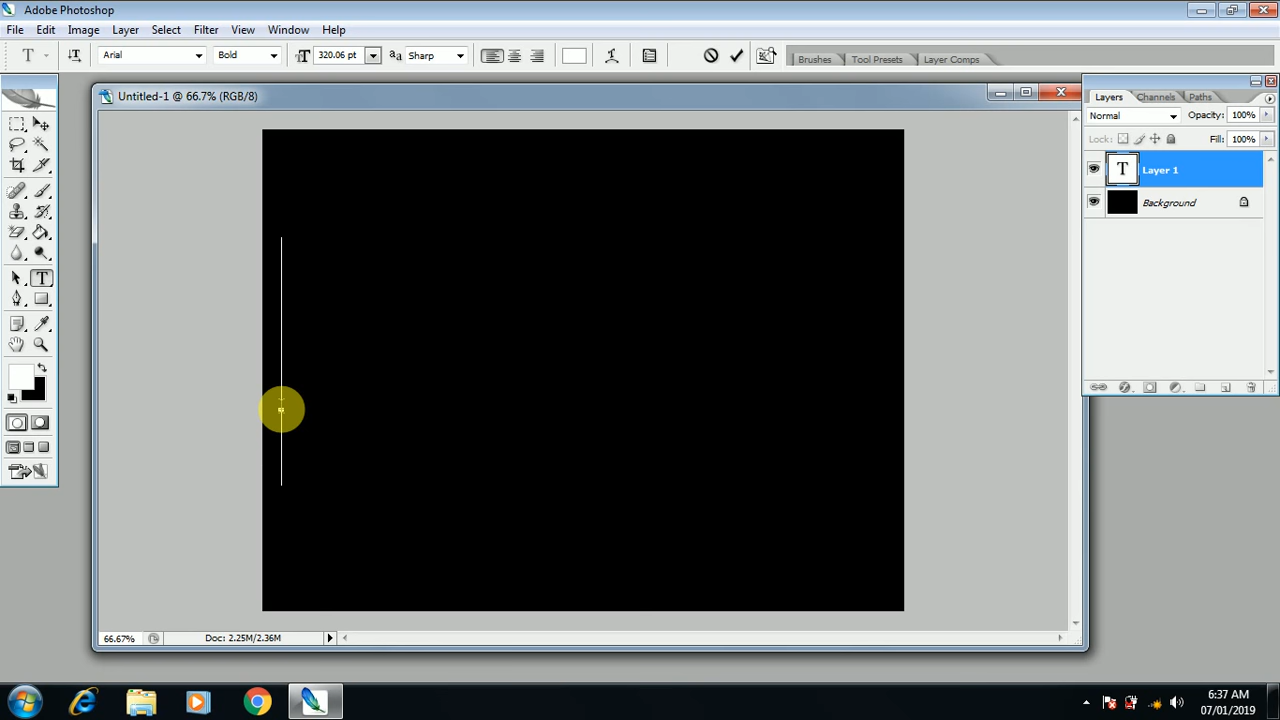 Adobe Photoshop
File Edit Image Layer Select Filter View Window Help
T Arial Bold T 320.06 pt aa Sharp Brushes Tool Presets Layer Comps
Untitled-1 @ 66.7% (RGB/8)
Layers Channels Paths
Normal Opacity: 100%
Lock: Fill: 100%
T Layer 1
Background
T
66.67% Doc: 2.25M/2.36M
6:37 AM
07/01/2019